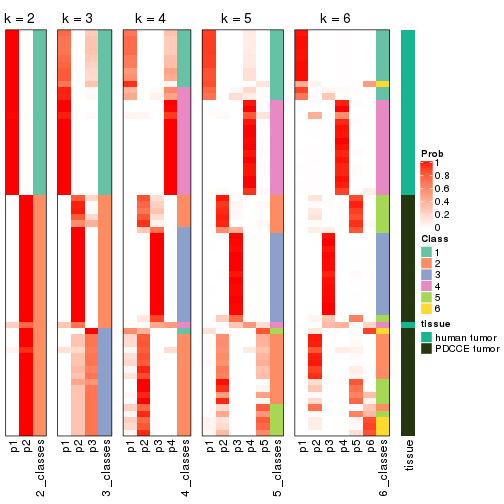 k = 2
k = 3
k = 4
k = 5
k = 6
Prob
1
0.8
0.6
0.4
0.2
0
Class
1
2
3
4
5
6
tissue
human tumor
PDCCE tumor
p1
p2
2_classes
p1
p2
p3
3_classes
p1
p2
p3
p4
4_classes
p1
p2
p3
p4
p5
5_classes
p1
p2
p3
p4
p5
p6
6_classes
tissue